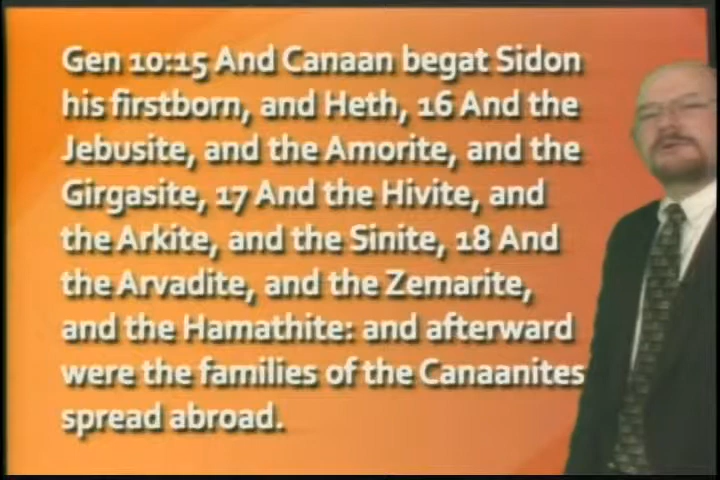 Gen 10:15 And Canaan begat Sidon
his firstborn, and Heth, 16 And the
Jebusite, and the Amorite, and the
Girgasite, 17 And the Hivite, and
the Arkite, and the Sinite, 18 And
the Arvadite, and the Zemarite,
and the Hamathite: and afterward
were the families of the Canaanites
spread abroad.